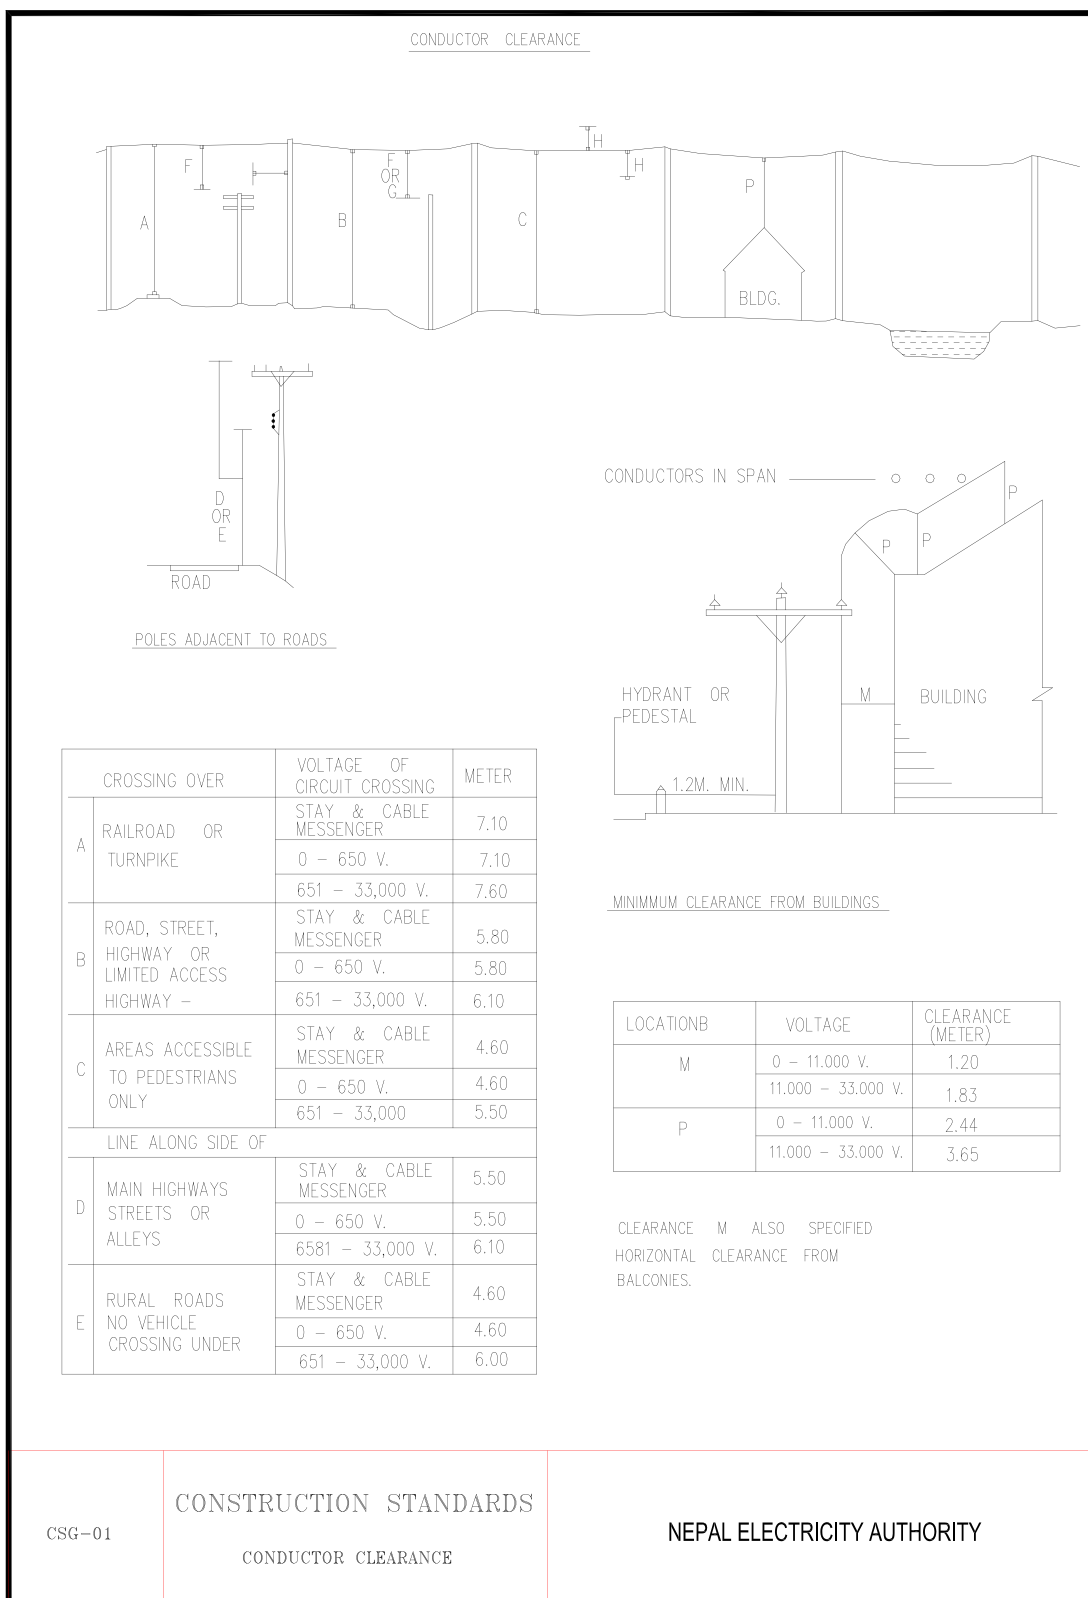 CONDUCTOR CLEARANCE
F
A
B
F
OR
G
C
H
H
P
BLDG.
D
OR
E
ROAD
POLES ADJACENT TO ROADS
CONDUCTORS IN SPAN
P
P
P
HYDRANT OR
PEDESTAL
M
BUILDING
1.2M. MIN.
MINIMMUM CLEARANCE FROM BUILDINGS
CROSSING OVER
VOLTAGE OF
CIRCUIT CROSSING
METER
A
RAILROAD OR
TURNPIKE
STAY & CABLE
MESSENGER
7.10
0 – 650 V.
7.10
651 – 33,000 V.
7.60
B
ROAD, STREET,
HIGHWAY OR
LIMITED ACCESS
HIGHWAY –
STAY & CABLE
MESSENGER
5.80
0 – 650 V.
5.80
651 – 33,000 V.
6.10
C
AREAS ACCESSIBLE
TO PEDESTRIANS
ONLY
STAY & CABLE
MESSENGER
4.60
0 – 650 V.
4.60
651 – 33,000
5.50
LINE ALONG SIDE OF
D
MAIN HIGHWAYS
STREETS OR
ALLEYS
STAY & CABLE
MESSENGER
5.50
0 – 650 V.
5.50
6581 – 33,000 V.
6.10
E
RURAL ROADS
NO VEHICLE
CROSSING UNDER
STAY & CABLE
MESSENGER
4.60
0 – 650 V.
4.60
651 – 33,000 V.
6.00
LOCATIONB
VOLTAGE
CLEARANCE
(METER)
M
0 – 11.000 V.
1.20
11.000 – 33.000 V.
1.83
P
0 – 11.000 V.
2.44
11.000 – 33.000 V.
3.65
CLEARANCE M ALSO SPECIFIED
HORIZONTAL CLEARANCE FROM
BALCONIES.
CSG–01
CONSTRUCTION STANDARDS
CONDUCTOR CLEARANCE
NEPAL ELECTRICITY AUTHORITY